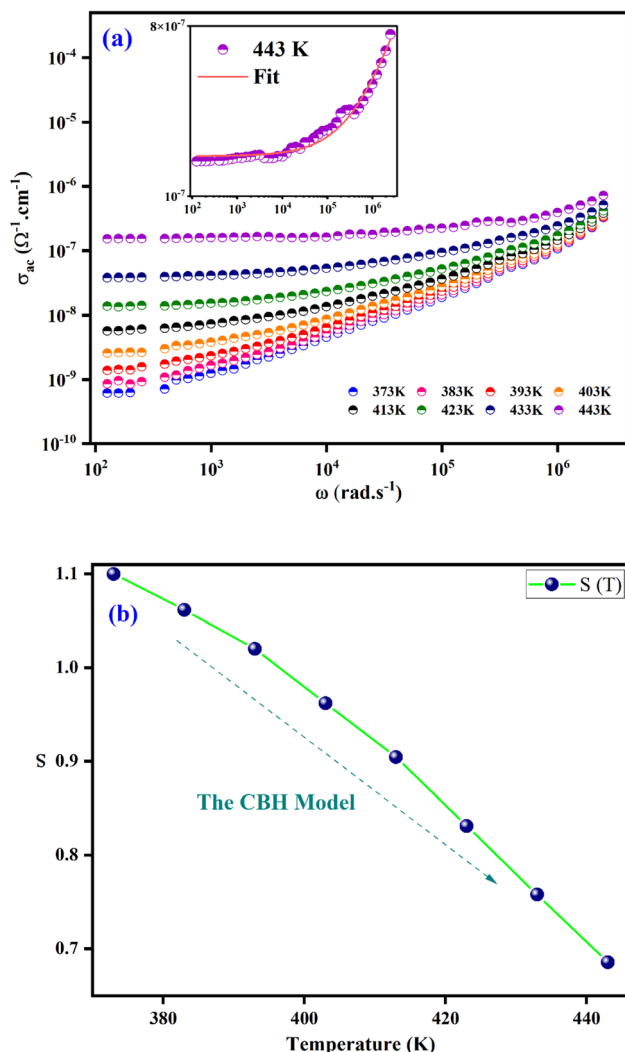 (a)
8×10⁻⁷
443 K
Fit
10⁻⁷
10² 10³ 10⁴ 10⁵ 10⁶
10⁻⁴
10⁻⁵
10⁻⁶
10⁻⁷
10⁻⁸
10⁻⁹
10⁻¹⁰
σac (Ω⁻¹.cm⁻¹)
373K 383K 393K 403K
413K 423K 433K 443K
10² 10³ 10⁴ 10⁵ 10⁶
ω (rad.s⁻¹)
1.1
1.0
0.9
0.8
0.7
S
(b)
S (T)
The CBH Model
380 400 420 440
Temperature (K)